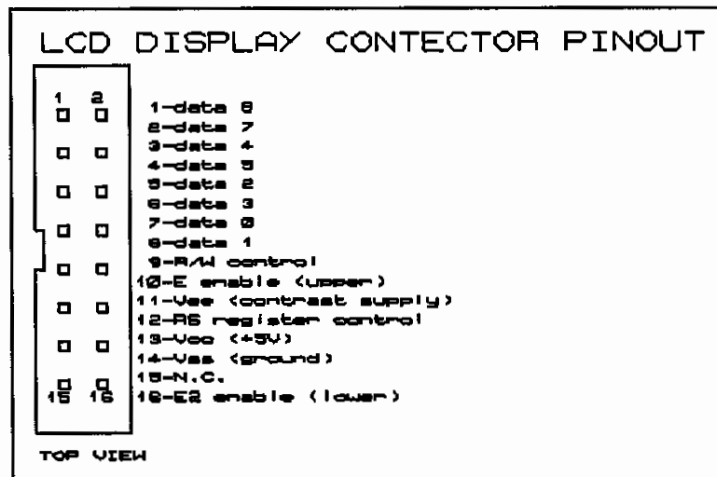 LCD DISPLAY CONTECTOR PINOUT
1 2
1-data 6
2-data 7
3-data 4
4-data 5
5-data 2
6-data 3
7-data 0
8-data 1
9-R/W control
10-E enable (upper)
11-Vee (contrast supply)
12-RS register control
13-Vcc (+5V)
14-Vss (ground)
15-N.C.
15 16 16-E2 enable (lower)
TOP VIEW